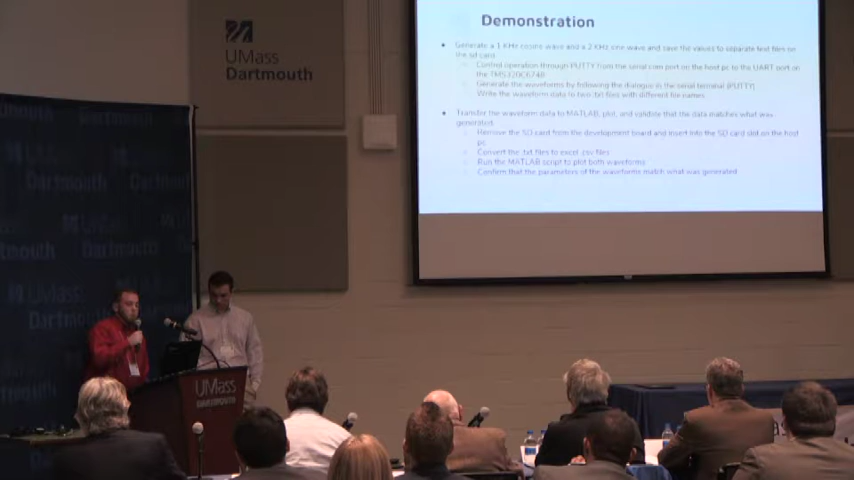 Demonstration
Generate a 1 KHz cosine wave and a 2 KHz sine wave and save the values to separate text files on
the sd card
Control operation through PUTTY from the serial com port on the host pc to the UART port on
the TMS320C6748
Generate the waveforms by following the dialogue in the serial terminal (PUTTY)
Write the waveform data to two .txt files with different file names
Transfer the waveform data to MATLAB, plot, and validate that the data matches what was
generated
Remove the SD card from the development board and insert into the SD card slot on the host
pc
Convert the .txt files to excel .csv files
Run the MATLAB script to plot both waveforms
Confirm that the parameters of the waveforms match what was generated
UMass
Dartmouth
UMass
Dartmouth
UMass
Dartmouth
UMass
Dartmouth
UMASS
DARTMOUTH